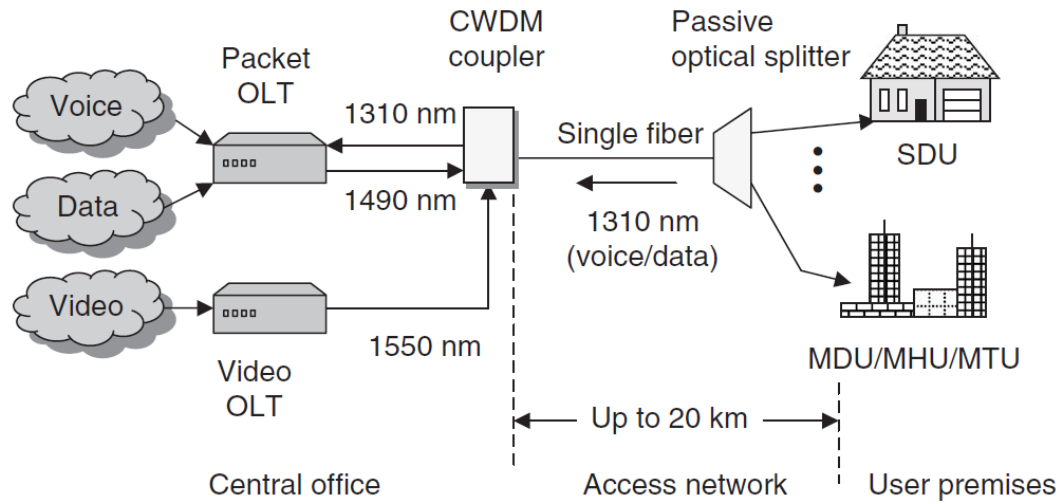 CWDM
coupler
Passive
optical splitter
Packet
OLT
Voice
1310 nm
Single fiber
SDU
Data
1490 nm
1310 nm
(voice/data)
Video
1550 nm
Video
OLT
MDU/MHU/MTU
Up to 20 km
Central office
Access network
User premises